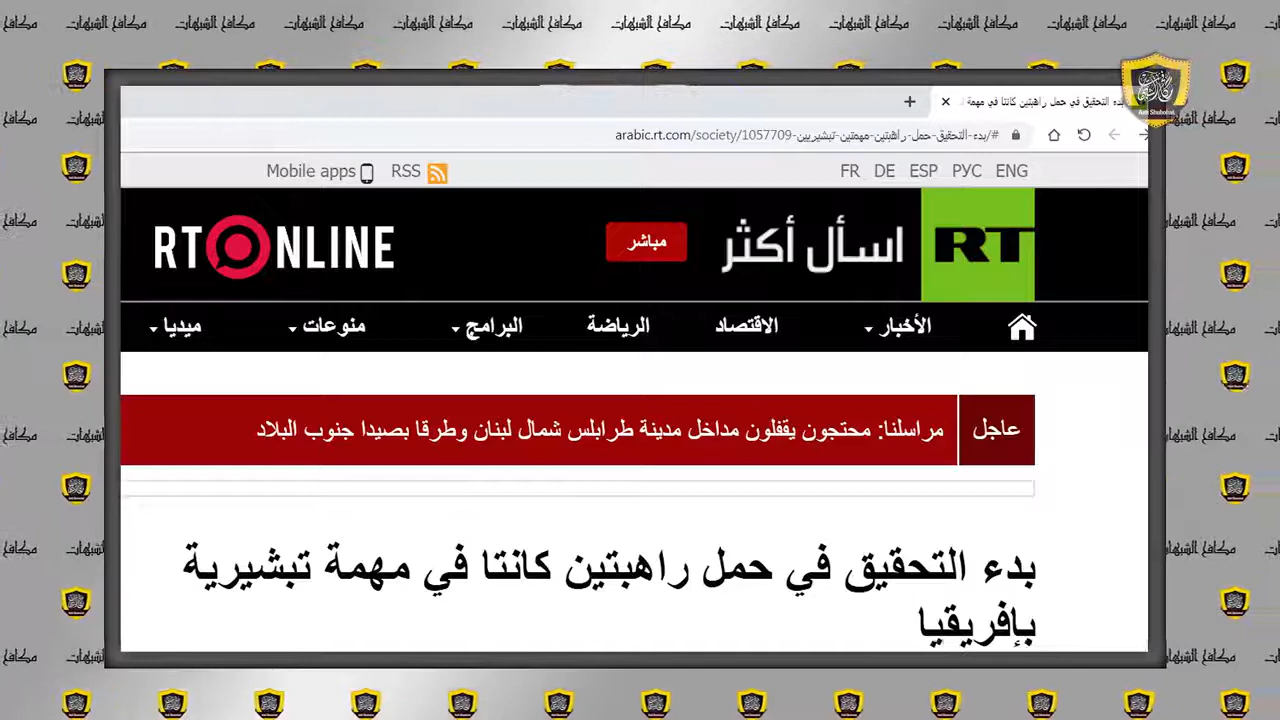 مكافح الشبهات
Anti Shubohat
بدء التحقيق في حمل راهبتين كانتا في مهمة
arabic.rt.com/society/1057709-بدء-التحقيق-حمل-راهبتين-مهمتين-تبشيريين/#
Mobile apps RSS FR DE ESP РУС ENG
RT ONLINE مباشر اسأل أكثر RT
الأخبار الاقتصاد الرياضة البرامج منوعات ميديا
عاجل مراسلنا: محتجون يقفلون مداخل مدينة طرابلس شمال لبنان وطرقا بصيدا جنوب البلاد
بدء التحقيق في حمل راهبتين كانتا في مهمة تبشيرية
بإفريقيا